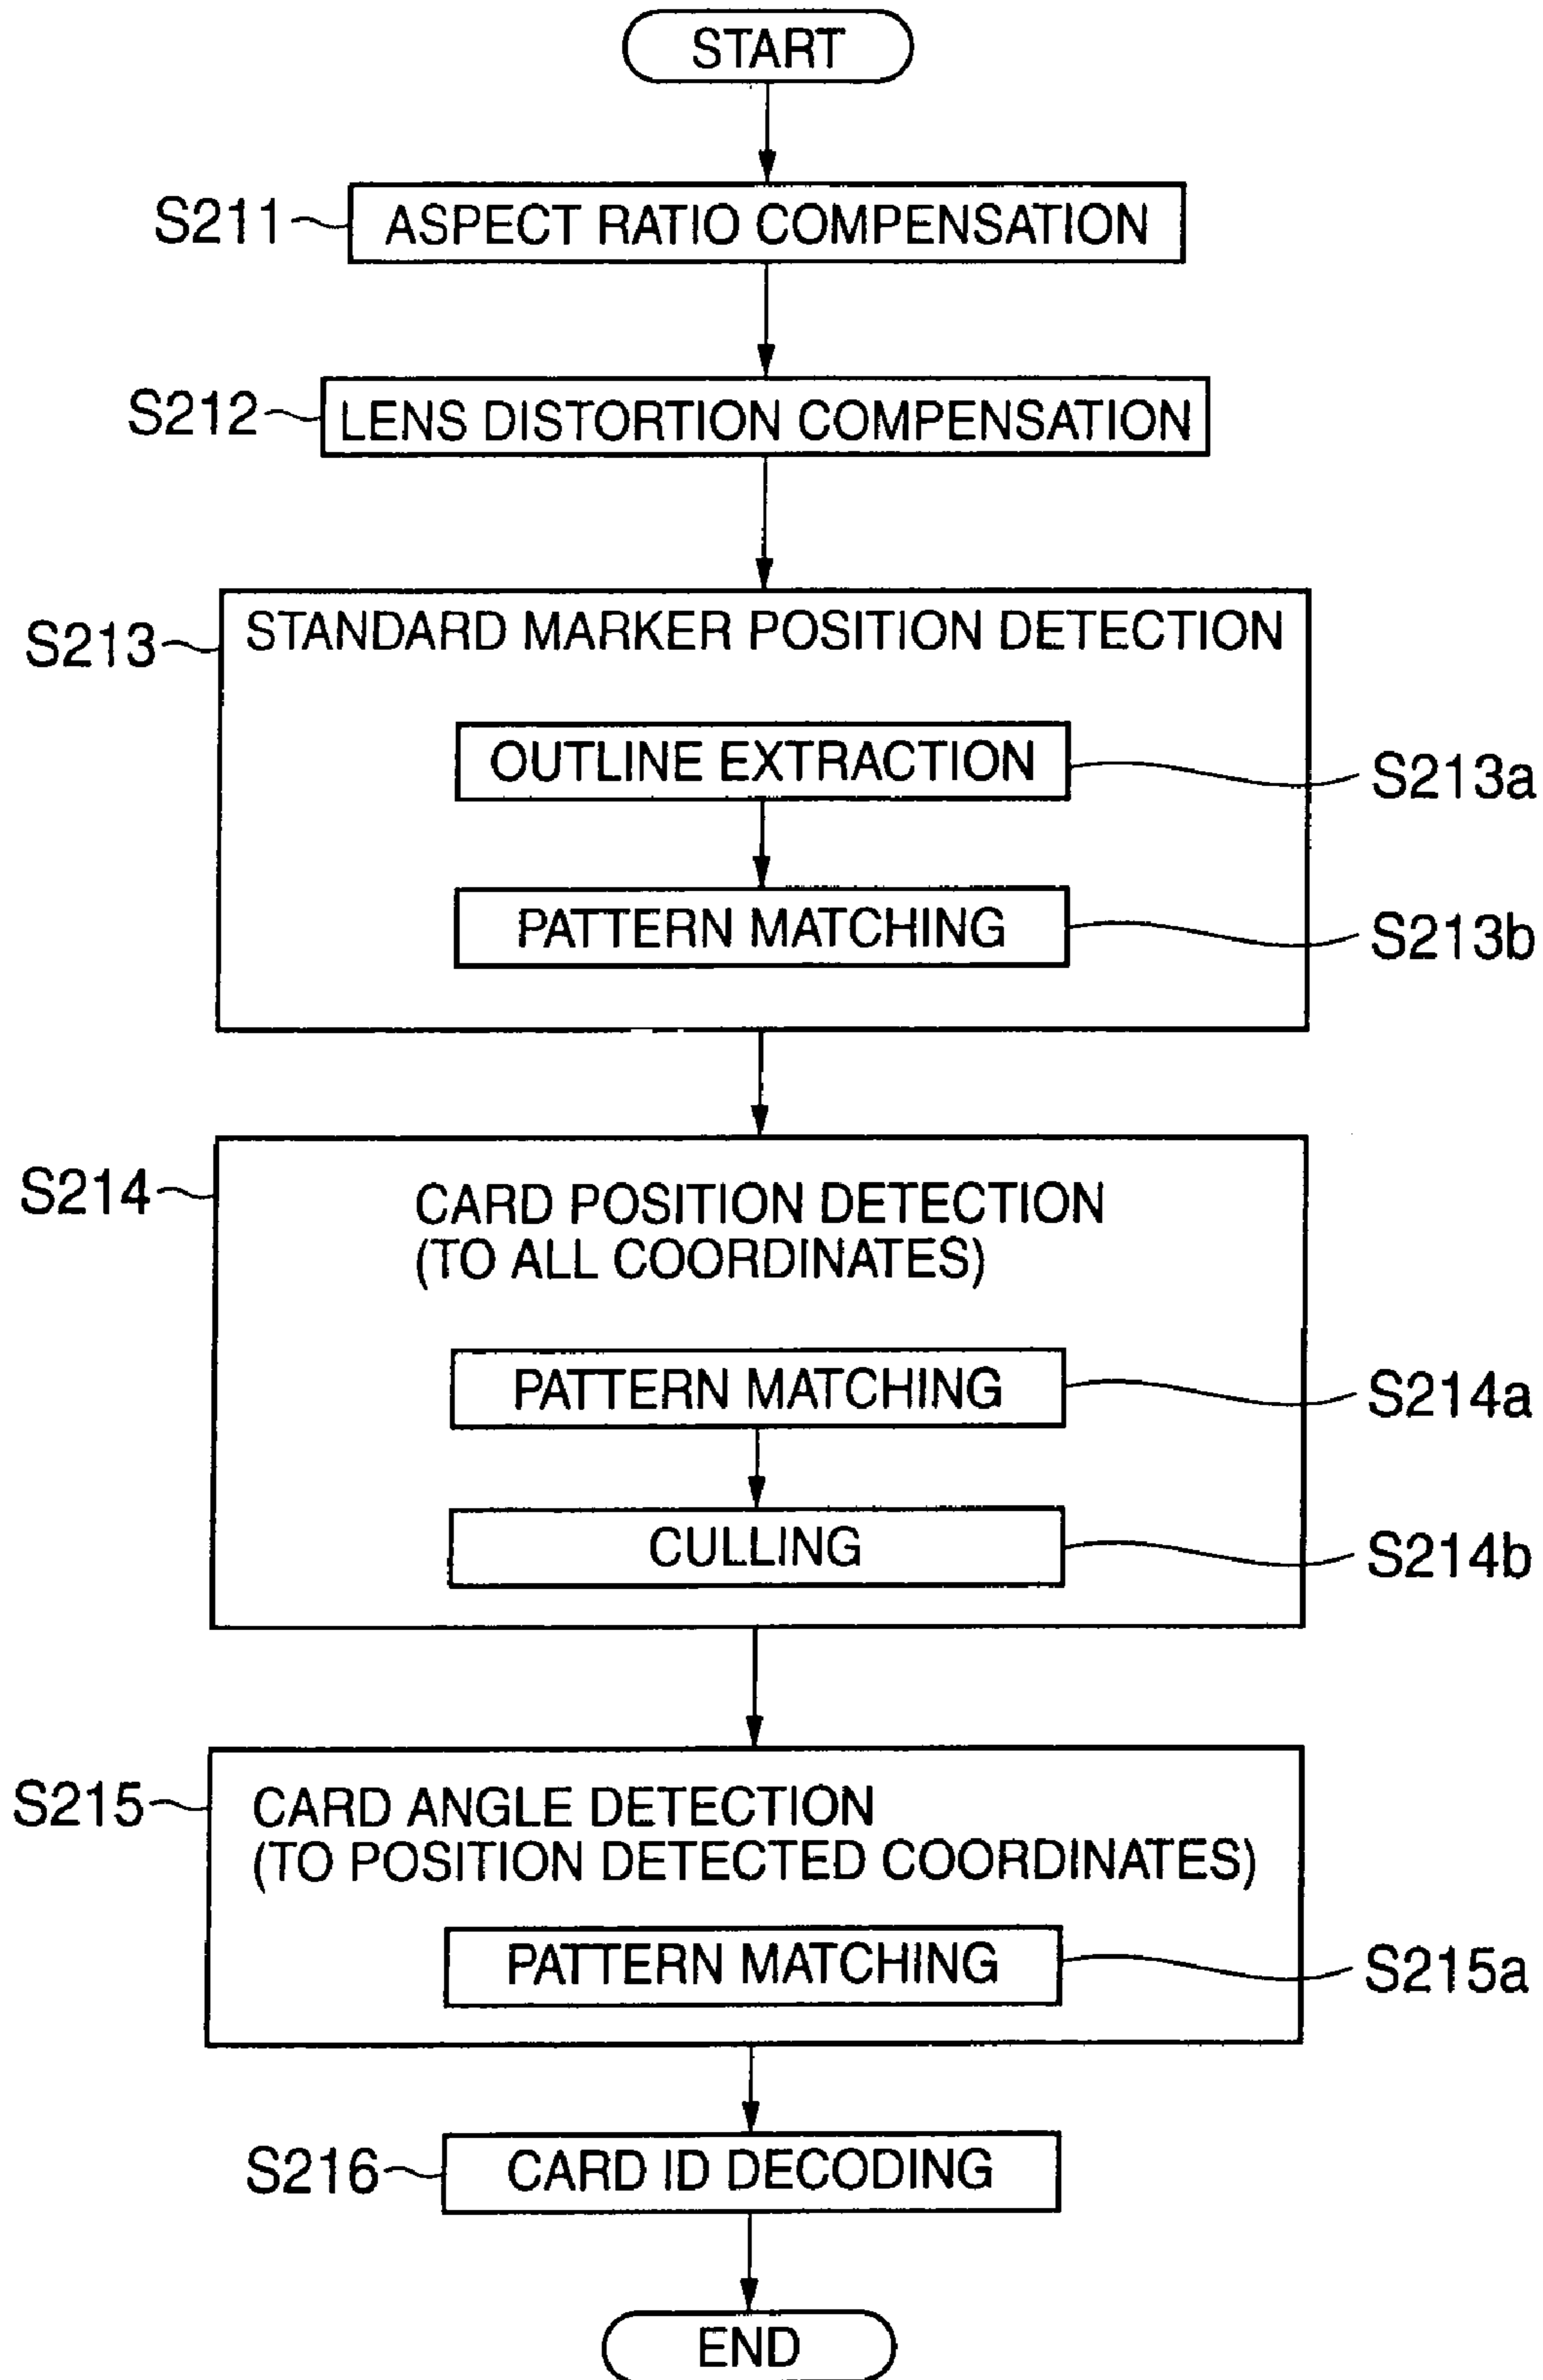 START
S211
ASPECT RATIO COMPENSATION
S212
LENS DISTORTION COMPENSATION
S213
STANDARD MARKER POSITION DETECTION
OUTLINE EXTRACTION
S213a
PATTERN MATCHING
S213b
S214
CARD POSITION DETECTION
(TO ALL COORDINATES)
PATTERN MATCHING
S214a
CULLING
S214b
S215
CARD ANGLE DETECTION
(TO POSITION DETECTED COORDINATES)
PATTERN MATCHING
S215a
S216
CARD ID DECODING
END